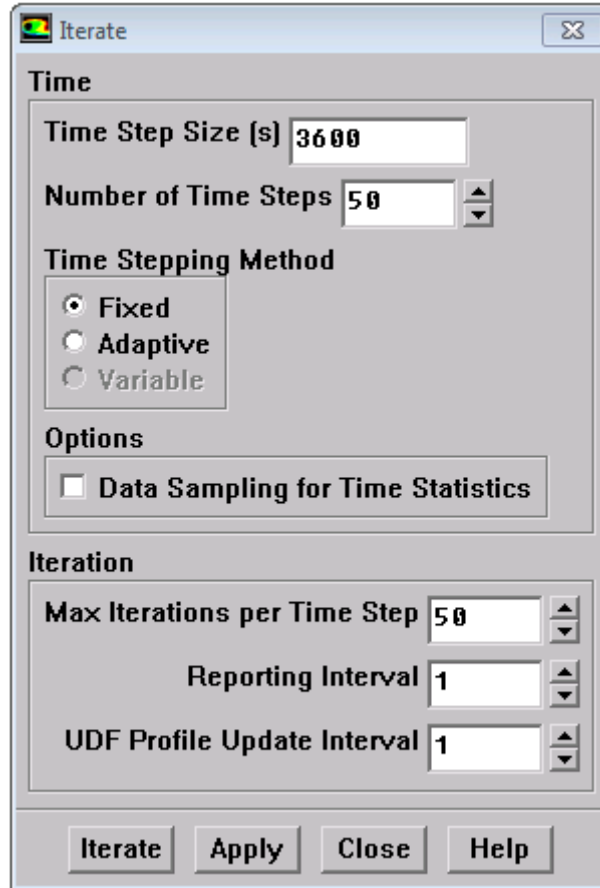 Iterate
Time
Time Step Size (s) 3600
Number of Time Steps 50
Time Stepping Method
Fixed
Adaptive
Variable
Options
Data Sampling for Time Statistics
Iteration
Max Iterations per Time Step 50
Reporting Interval 1
UDF Profile Update Interval 1
Iterate Apply Close Help